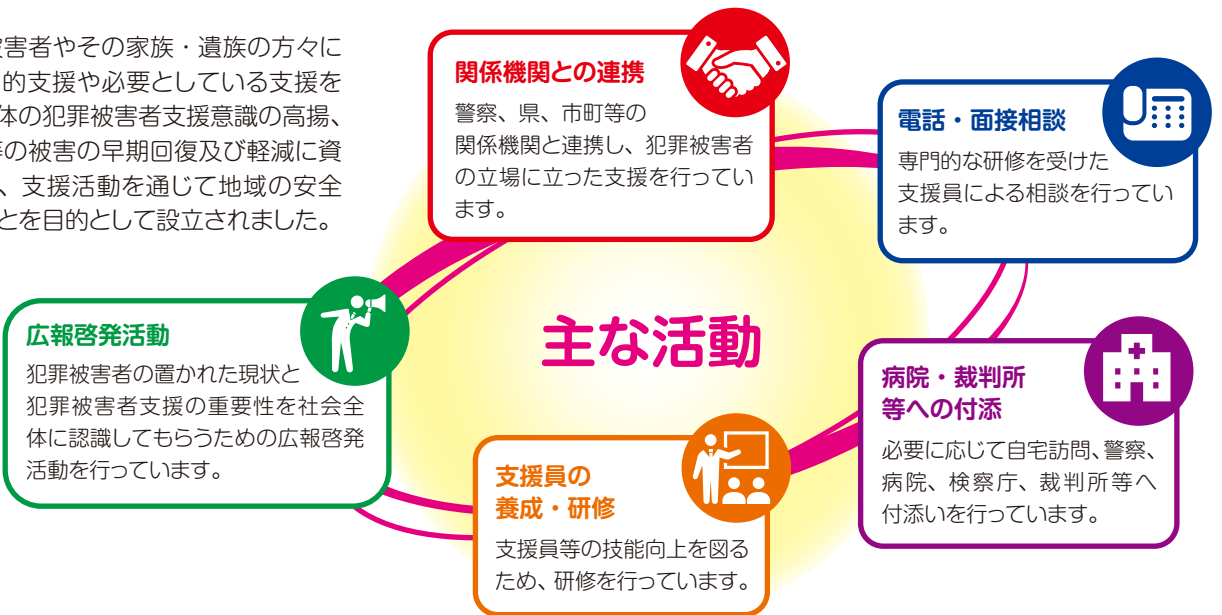 被害者やその家族・遺族の方々に
的支援や必要としている支援を
体の犯罪被害者支援意識の高揚、
等の被害の早期回復及び軽減に資
、支援活動を通じて地域の安全
とを目的として設立されました。
関係機関との連携
警察、県、市町等の
関係機関と連携し、犯罪被害者
の立場に立った支援を行ってい
ます。
電話・面接相談
専門的な研修を受けた
支援員による相談を行ってい
ます。
主な活動
広報啓発活動
犯罪被害者の置かれた現状と
犯罪被害者支援の重要性を社会全
体に認識してもらうための広報啓発
活動を行っています。
病院・裁判所
等への付添
必要に応じて自宅訪問、警察、
病院、検察庁、裁判所等へ
付添いを行っています。
支援員の
養成・研修
支援員等の技能向上を図る
ため、研修を行っています。